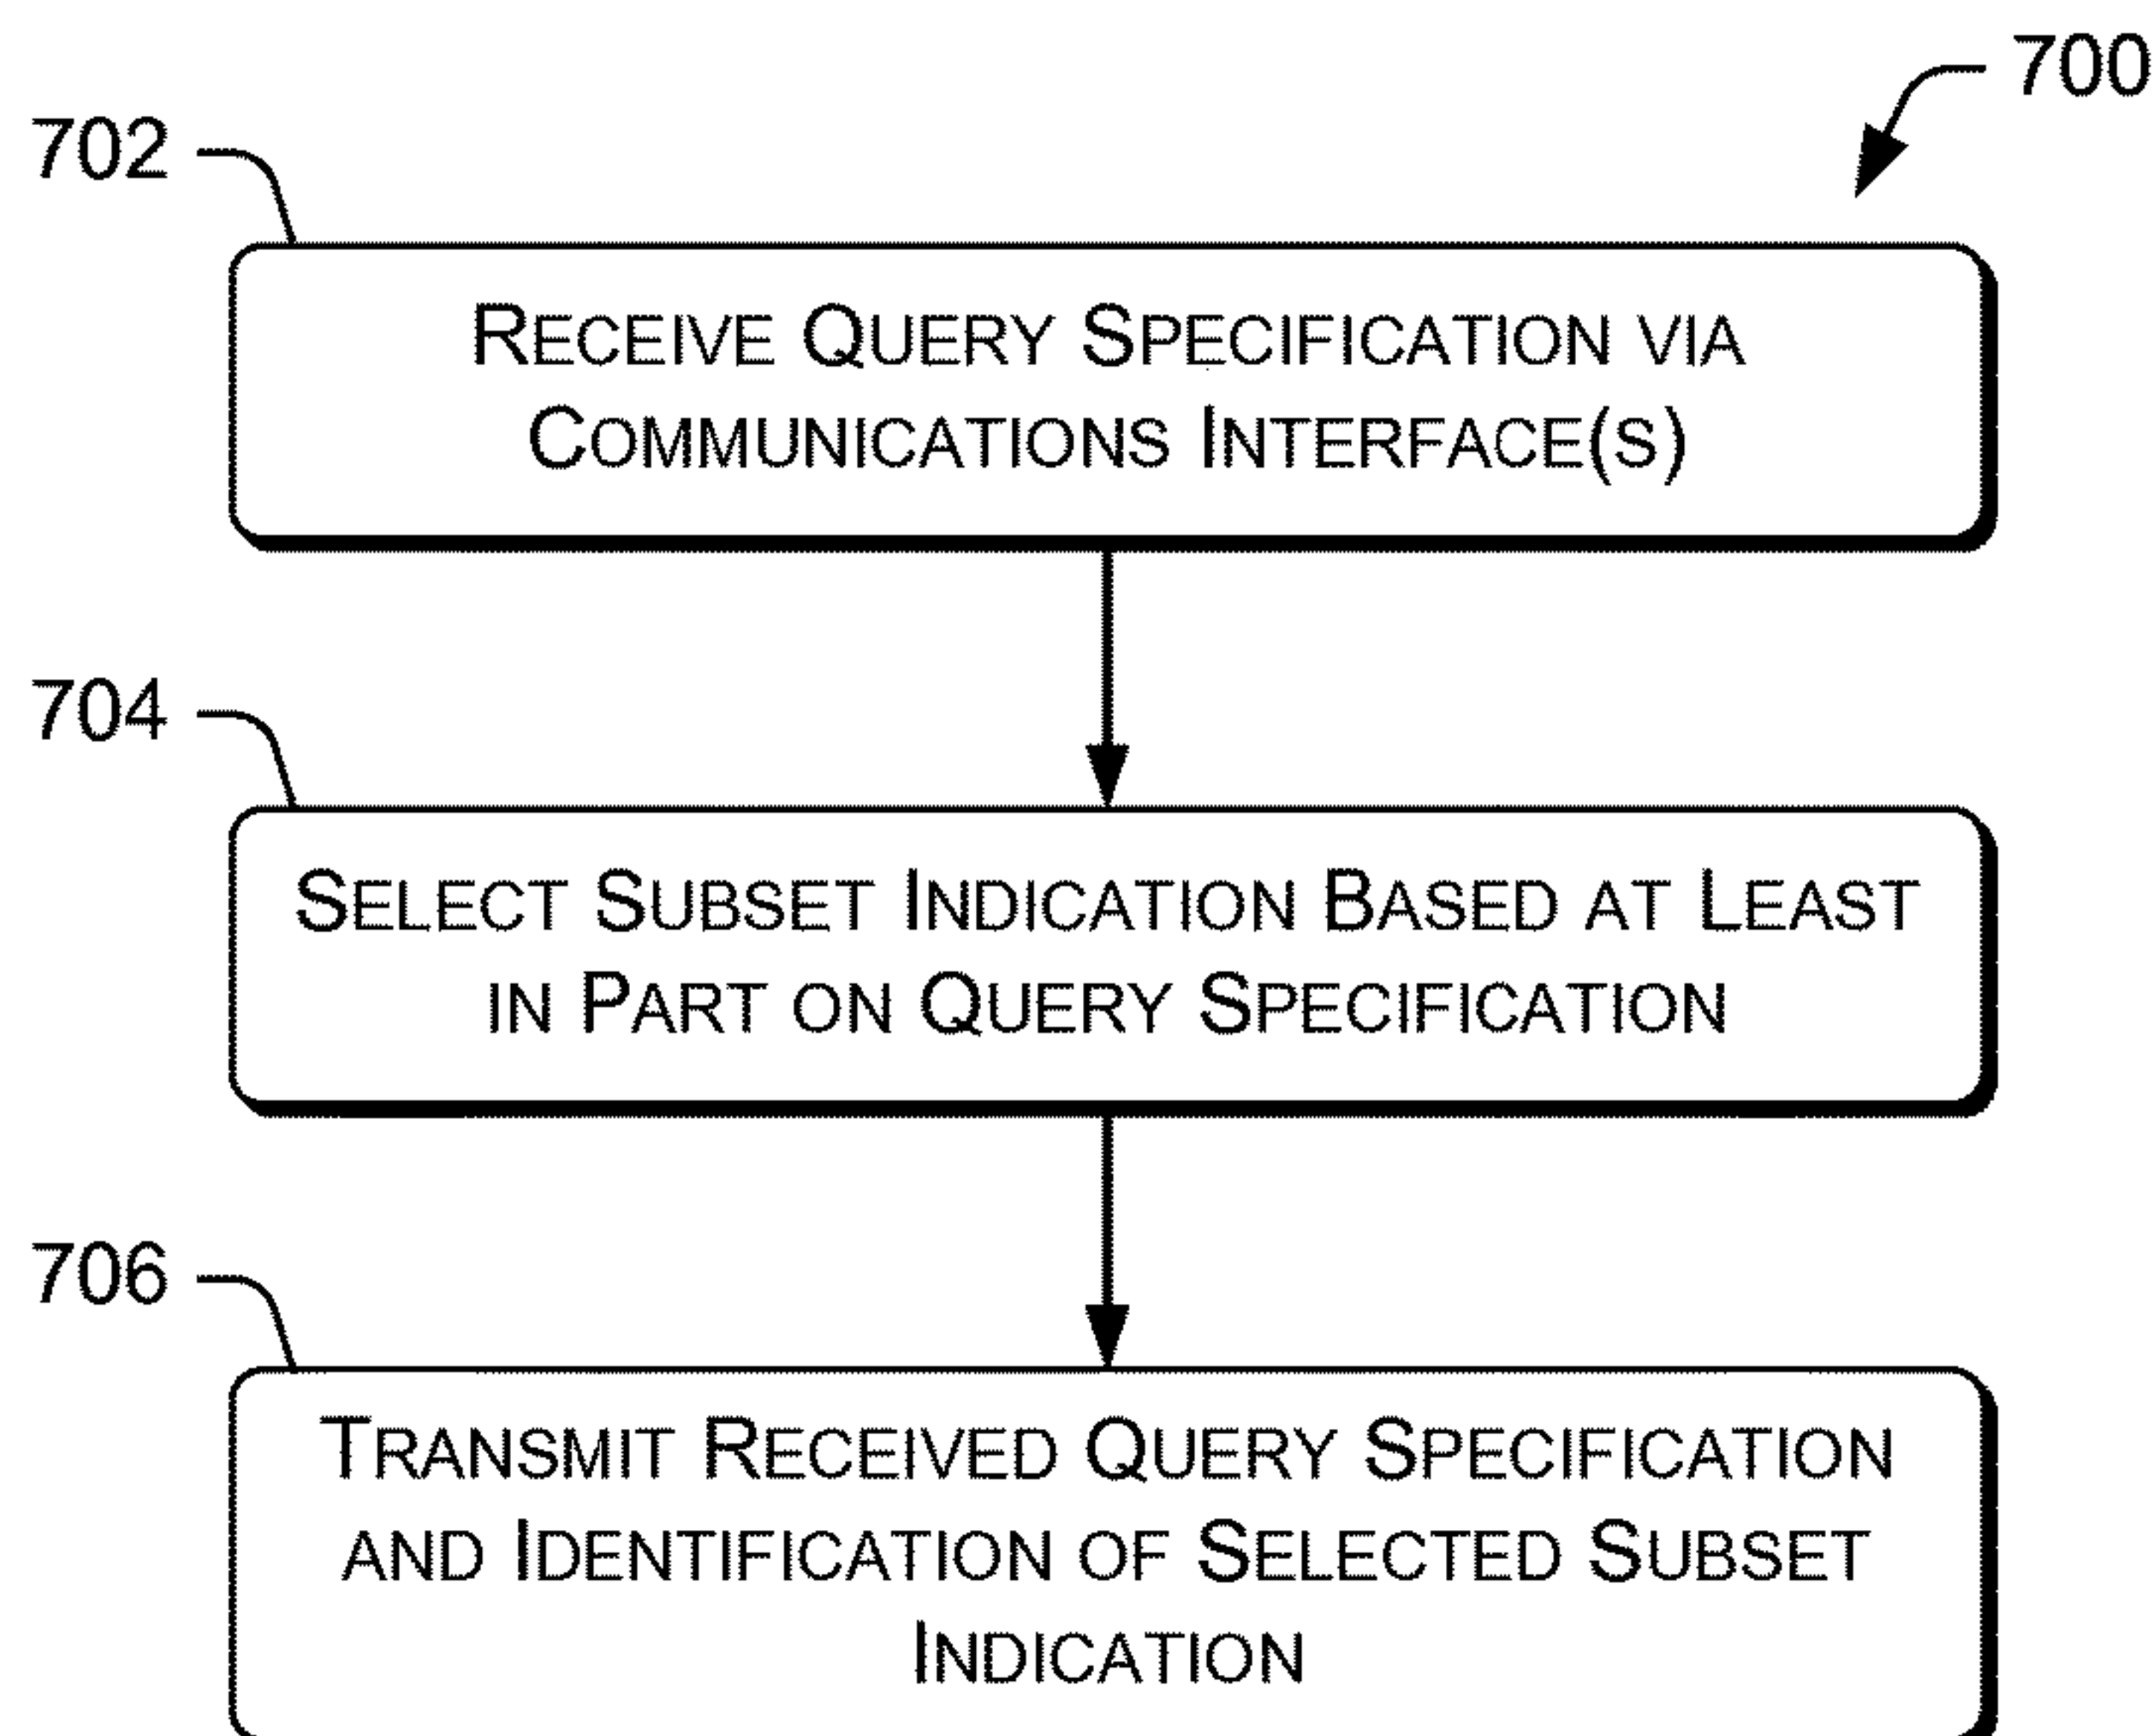 700
702
RECEIVE QUERY SPECIFICATION VIA
COMMUNICATIONS INTERFACE(S)
704
SELECT SUBSET INDICATION BASED AT LEAST
IN PART ON QUERY SPECIFICATION
706
TRANSMIT RECEIVED QUERY SPECIFICATION
AND IDENTIFICATION OF SELECTED SUBSET
INDICATION